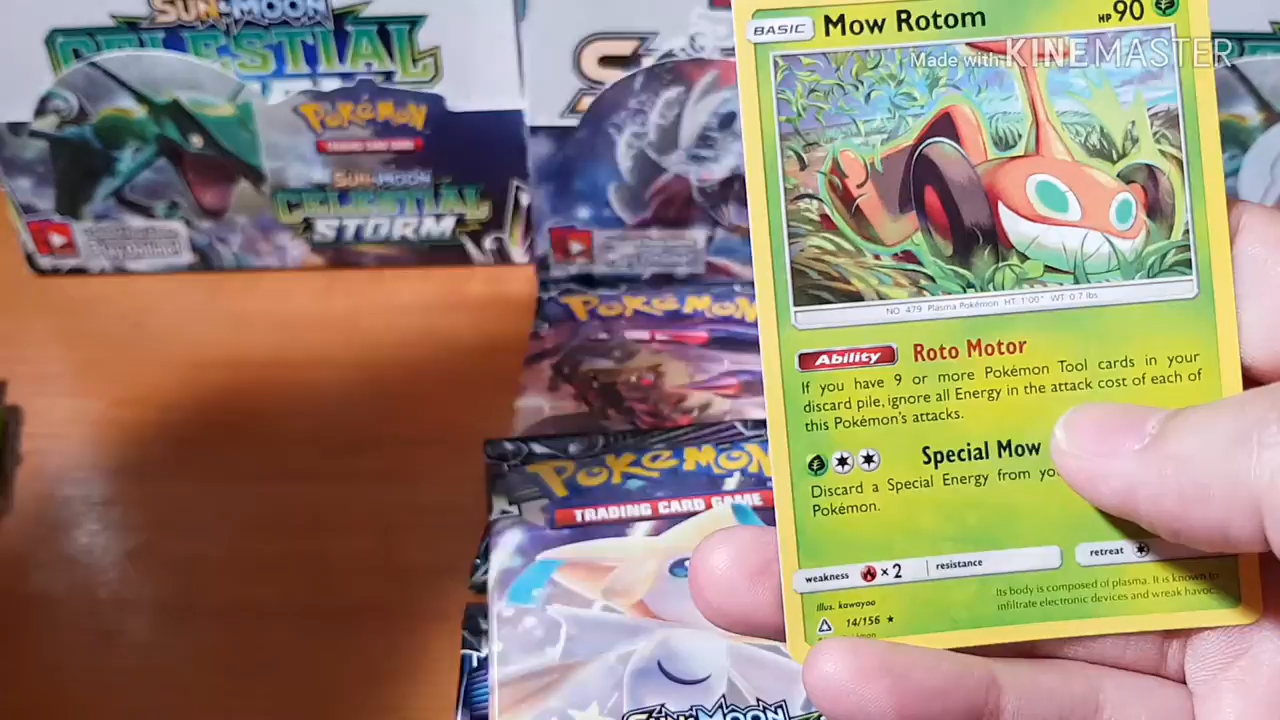 SUN & MOON
CELESTIAL
POKéMON
SUN & MOON
CELESTIAL
STORM
POKéMON
POKéMON
TRADING CARD GAME
SUN & MOON
BASIC Mow Rotom HP 90
Made with KINEMASTER
NO. 479 Plasma Pokémon HT: 1'00" WT: 0.7 lbs
Ability Roto Motor
If you have 9 or more Pokémon Tool cards in your
discard pile, ignore all Energy in the attack cost of each of
this Pokémon's attacks.
Special Mow
Discard a Special Energy from
Pokémon.
weakness ×2 resistance retreat
Its body is composed of plasma. It is known to
infiltrate electronic devices and wreak havoc.
Illus. kawayoo
14/156 ★